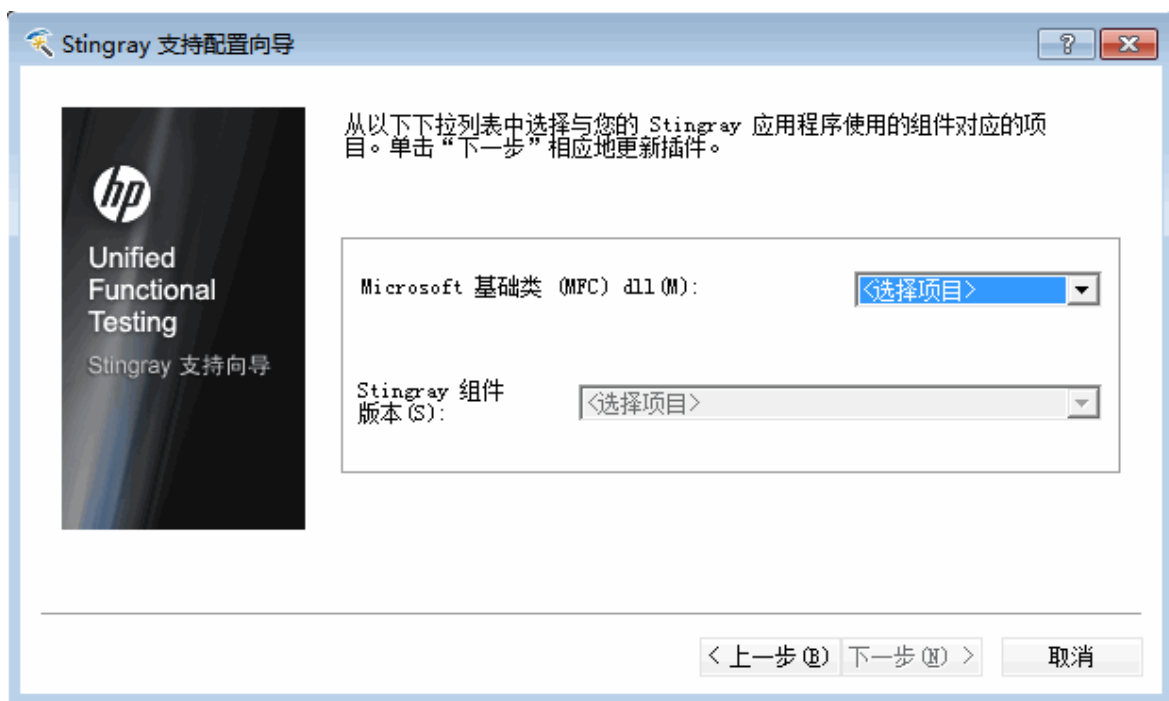 Stingray 支持配置向导
从以下下拉列表中选择与您的 Stingray 应用程序使用的组件对应的项
目。单击“下一步”相应地更新插件。
hp
Unified
Functional
Testing
Stingray 支持向导
Microsoft 基础类 (MFC) dll(M):
<选择项目>
Stingray 组件
版本(S):
<选择项目>
< 上一步(B)
下一步(N) >
取消